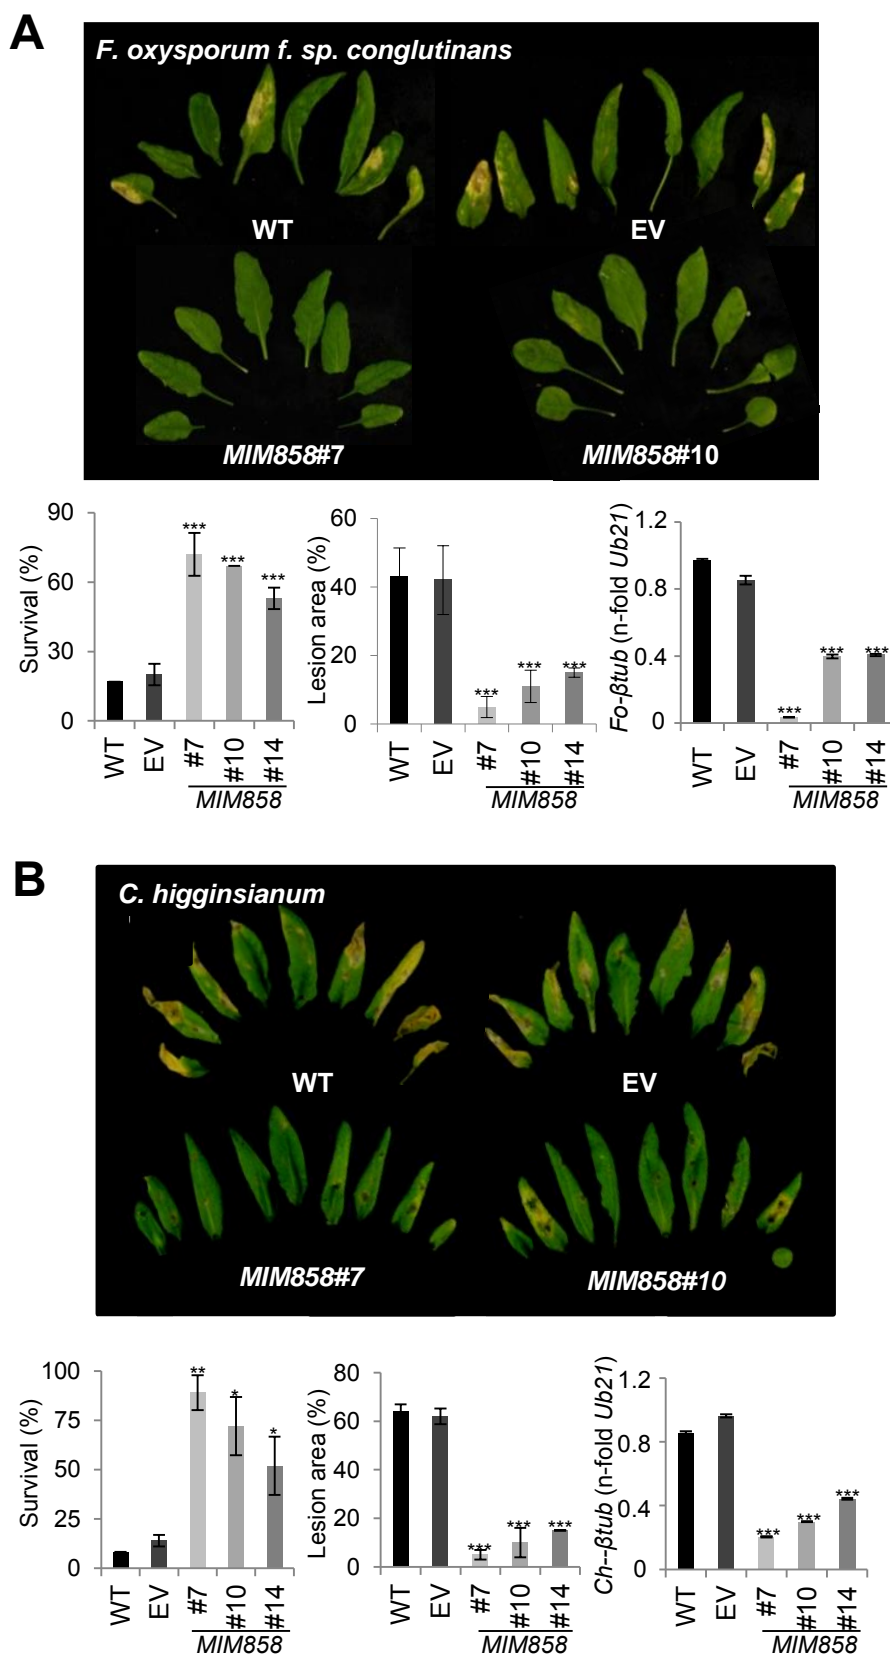 A
F. oxysporum f. sp. conglutinans
WT
EV
MIM858#7
MIM858#10
Survival (%)
90
60
30
0
***
***
***
WT
EV
#7
#10
#14
MIM858
Lesion area (%)
60
40
20
0
***
***
***
WT
EV
#7
#10
#14
MIM858
Fo-βtub (n-fold Ub21)
1.2
0.8
0.4
0
***
***
***
WT
EV
#7
#10
#14
MIM858
B
C. higginsianum
WT
EV
MIM858#7
MIM858#10
Survival (%)
100
75
50
25
0
**
*
*
WT
EV
#7
#10
#14
MIM858
Lesion area (%)
80
60
40
20
0
***
***
***
WT
EV
#7
#10
#14
MIM858
Ch--βtub (n-fold Ub21)
1.2
0.8
0.4
0
***
***
***
WT
EV
#7
#10
#14
MIM858